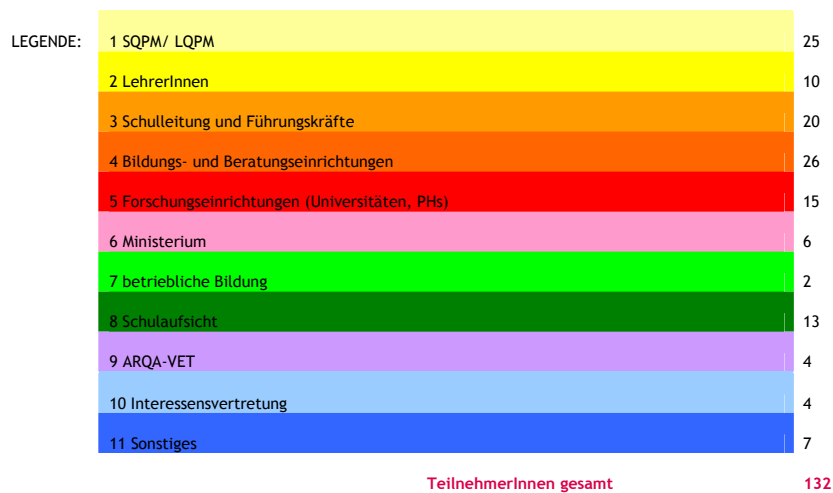 LEGENDE: 1 SQPM/ LQPM 25
2 LehrerInnen 10
3 Schulleitung und Führungskräfte 20
4 Bildungs- und Beratungseinrichtungen 26
5 Forschungseinrichtungen (Universitäten, PHs) 15
6 Ministerium 6
7 betriebliche Bildung 2
8 Schulaufsicht 13
9 ARQA-VET 4
10 Interessensvertretung 4
11 Sonstiges 7
TeilnehmerInnen gesamt 132